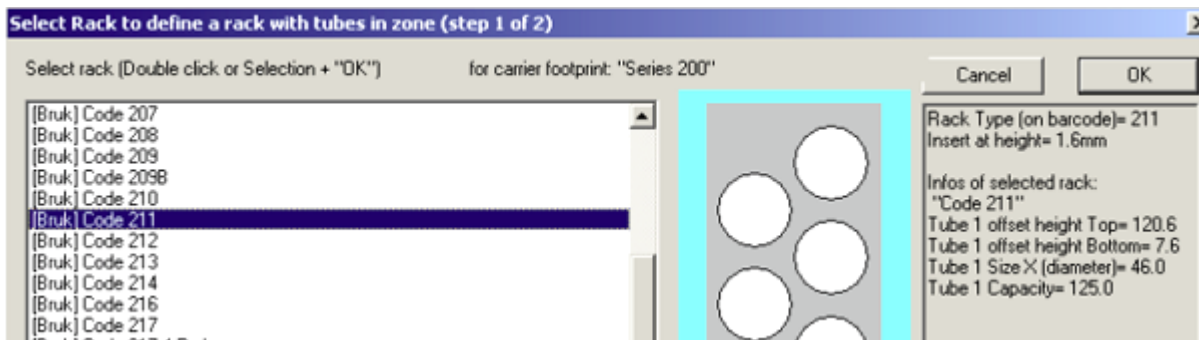 Select Rack to define a rack with tubes in zone (step 1 of 2)
Select rack (Double click or Selection + "OK")
for carrier footprint: "Series 200"
Cancel
OK
[Bruk] Code 207
[Bruk] Code 208
[Bruk] Code 209
[Bruk] Code 209B
[Bruk] Code 210
[Bruk] Code 211
[Bruk] Code 212
[Bruk] Code 213
[Bruk] Code 214
[Bruk] Code 216
[Bruk] Code 217
Rack Type (on barcode)= 211
Insert at height= 1.6mm
Infos of selected rack:
"Code 211"
Tube 1 offset height Top= 120.6
Tube 1 offset height Bottom= 7.6
Tube 1 Size X (diameter)= 46.0
Tube 1 Capacity= 125.0